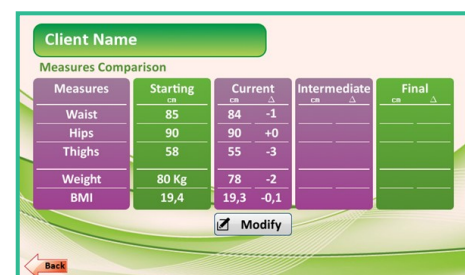 Client Name
Measures Comparison
Measures Starting Current Intermediate Final
cm cm Δ cm Δ cm Δ
Waist 85 84 -1
Hips 90 90 +0
Thighs 58 55 -3
Weight 80 Kg 78 -2
BMI 19,4 19,3 -0,1
Modify
Back